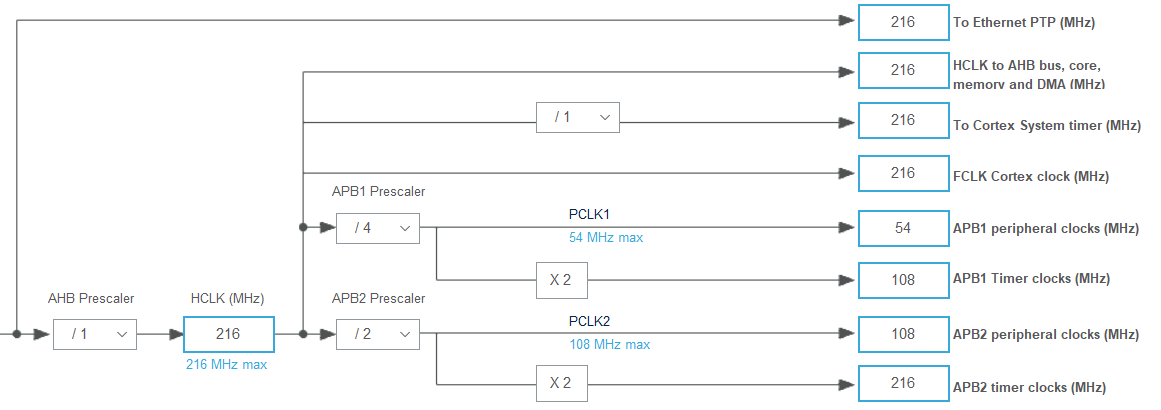 216
To Ethernet PTP (MHz)
216
HCLK to AHB bus, core,
memory and DMA (MHz)
/ 1
216
To Cortex System timer (MHz)
216
FCLK Cortex clock (MHz)
APB1 Prescaler
/ 4
PCLK1
54 MHz max
54
APB1 peripheral clocks (MHz)
X 2
108
APB1 Timer clocks (MHz)
AHB Prescaler
HCLK (MHz)
APB2 Prescaler
/ 1
216
216 MHz max
/ 2
PCLK2
108 MHz max
108
APB2 peripheral clocks (MHz)
X 2
216
APB2 timer clocks (MHz)